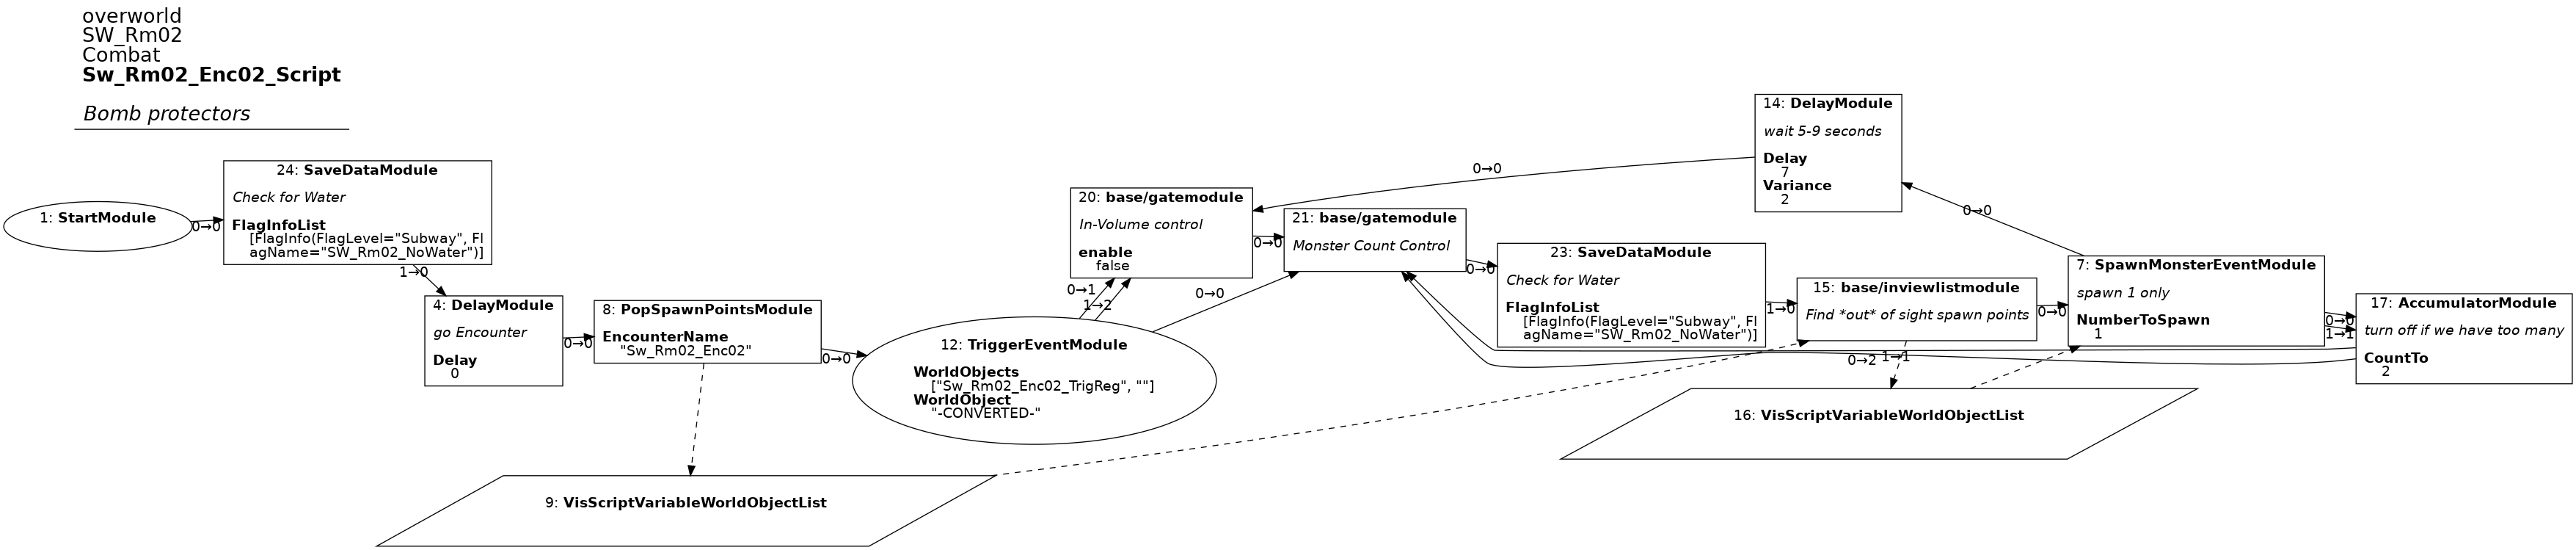 overworld
SW_Rm02
Combat
Sw_Rm02_Enc02_Script
Bomb protectors
1: StartModule
0→0
24: SaveDataModule
Check for Water
FlagInfoList
[FlagInfo(FlagLevel="Subway", Fl
agName="SW_Rm02_NoWater")]
1→0
4: DelayModule
go Encounter
Delay
0
0→0
8: PopSpawnPointsModule
EncounterName
"Sw_Rm02_Enc02"
0→0
12: TriggerEventModule
WorldObjects
["Sw_Rm02_Enc02_TrigReg", ""]
WorldObject
"-CONVERTED-"
0→1
1→2
0→0
20: base/gatemodule
In-Volume control
enable
false
0→0
21: base/gatemodule
Monster Count Control
0→0
23: SaveDataModule
Check for Water
FlagInfoList
[FlagInfo(FlagLevel="Subway", Fl
agName="SW_Rm02_NoWater")]
1→0
15: base/inviewlistmodule
Find *out* of sight spawn points
0→0
7: SpawnMonsterEventModule
spawn 1 only
NumberToSpawn
1
0→0
1→1
17: AccumulatorModule
turn off if we have too many
CountTo
2
0→2
1→1
14: DelayModule
wait 5-9 seconds
Delay
7
Variance
2
0→0
0→0
16: VisScriptVariableWorldObjectList
9: VisScriptVariableWorldObjectList